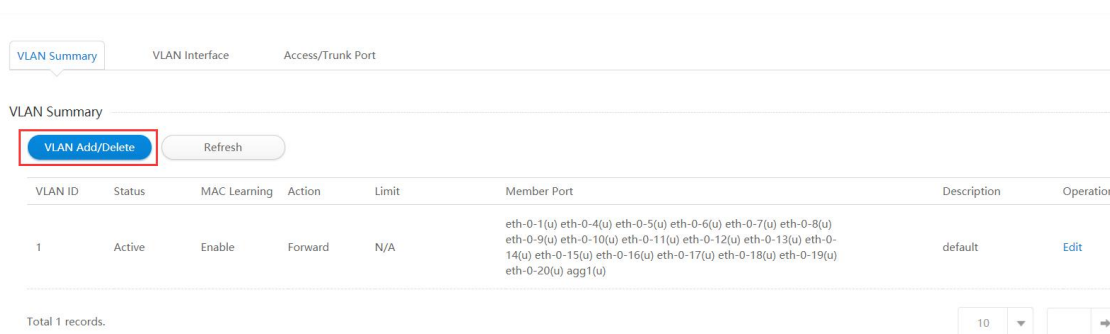 VLAN Summary VLAN Interface Access/Trunk Port
VLAN Summary
VLAN Add/Delete Refresh
VLAN ID Status MAC Learning Action Limit Member Port Description Operation
eth-0-1(u) eth-0-4(u) eth-0-5(u) eth-0-6(u) eth-0-7(u) eth-0-8(u)
eth-0-9(u) eth-0-10(u) eth-0-11(u) eth-0-12(u) eth-0-13(u) eth-0-
1 Active Enable Forward N/A default Edit
14(u) eth-0-15(u) eth-0-16(u) eth-0-17(u) eth-0-18(u) eth-0-19(u)
eth-0-20(u) agg1(u)
Total 1 records. 10